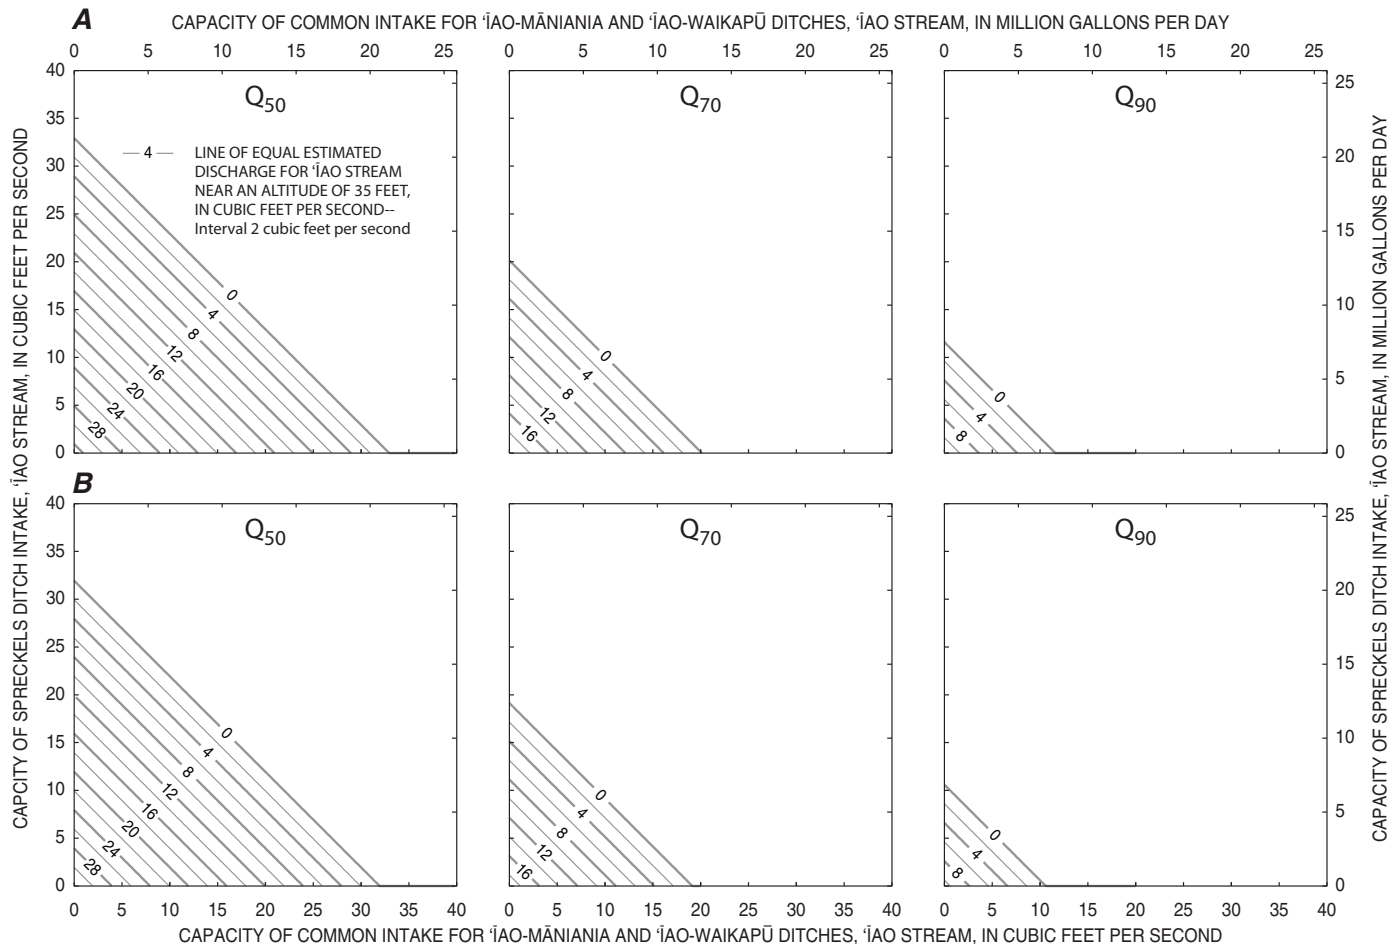 A CAPACITY OF COMMON INTAKE FOR ‘ĪAO-MĀNIANIA AND ‘ĪAO-WAIKAPŪ DITCHES, ‘ĪAO STREAM, IN MILLION GALLONS PER DAY
0 5 10 15 20 25 0 5 10 15 20 25 0 5 10 15 20 25
Q50 Q70 Q90
40 35 30 25 20 15 10 5 0
— 4 — LINE OF EQUAL ESTIMATED
DISCHARGE FOR ‘ĪAO STREAM
NEAR AN ALTITUDE OF 35 FEET,
IN CUBIC FEET PER SECOND--
Interval 2 cubic feet per second
0 4 8 12 16 20 24 28
0 4 8 12 16
0 4 8
25 20 15 10 5 0
B
Q50 Q70 Q90
40 35 30 25 20 15 10 5 0
0 4 8 12 16 20 24 28
0 4 8 12 16
0 4 8
25 20 15 10 5 0
0 5 10 15 20 25 30 35 40 0 5 10 15 20 25 30 35 40 0 5 10 15 20 25 30 35 40
CAPACITY OF COMMON INTAKE FOR ‘ĪAO-MĀNIANIA AND ‘ĪAO-WAIKAPŪ DITCHES, ‘ĪAO STREAM, IN CUBIC FEET PER SECOND
CAPCITY OF SPRECKELS DITCH INTAKE, ‘ĪAO STREAM, IN CUBIC FEET PER SECOND
CAPACITY OF SPRECKELS DITCH INTAKE, ‘ĪAO STREAM, IN MILLION GALLONS PER DAY